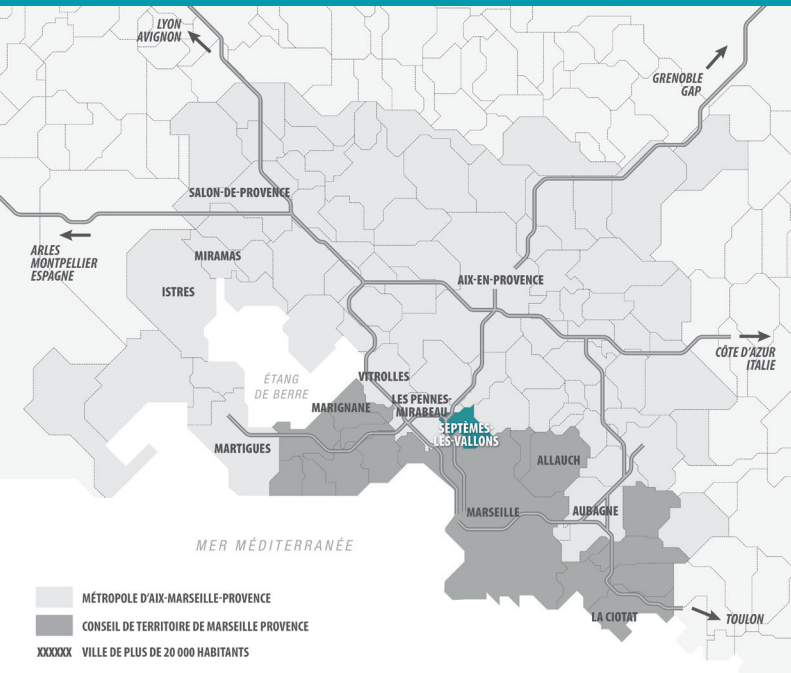 LYON
AVIGNON
GRENOBLE
GAP
SALON-DE-PROVENCE
ARLES
MONTPELLIER
ESPAGNE
MIRAMAS
ISTRES
AIX-EN-PROVENCE
CÔTE D'AZUR
ITALIE
ÉTANG
DE BERRE
VITROLLES
MARIGNANE
LES PENNES-
MIRABEAU
SEPTÈMES-
LES-VALLONS
MARTIGUES
ALLAUCH
MARSEILLE
AUBAGNE
MER MÉDITERRANÉE
LA CIOTAT
TOULON
MÉTROPOLE D'AIX-MARSEILLE-PROVENCE
CONSEIL DE TERRITOIRE DE MARSEILLE PROVENCE
XXXXXX VILLE DE PLUS DE 20 000 HABITANTS